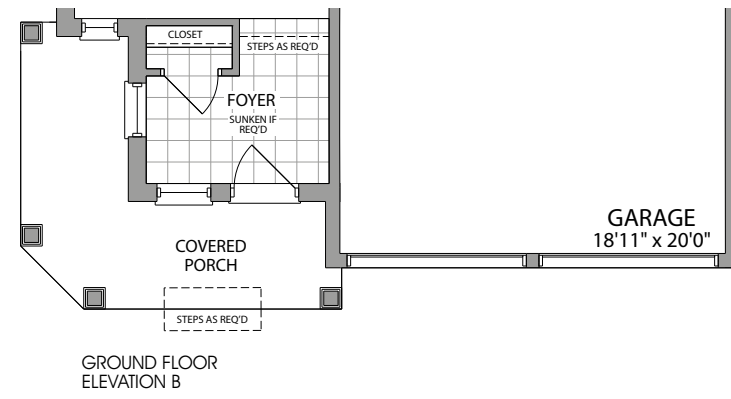 CLOSET
STEPS AS REQ'D
FOYER
SUNKEN IF
REQ'D
GARAGE
18'11" x 20'0"
COVERED
PORCH
STEPS AS REQ'D
GROUND FLOOR
ELEVATION B